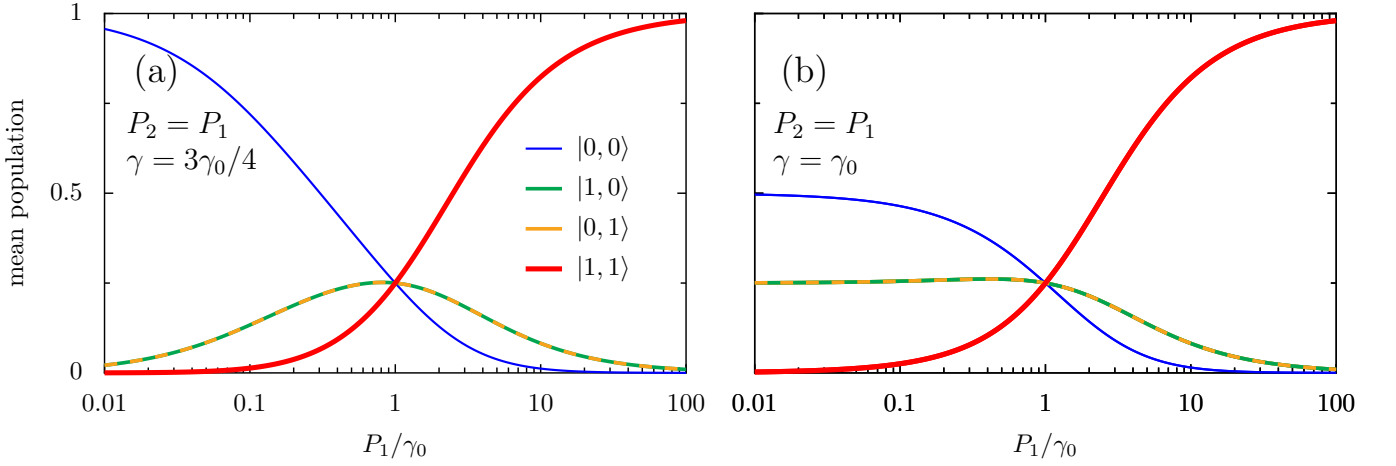 mean population
1
0.5
0
(a)
P₂ = P₁
γ = 3γ₀/4
|0, 0⟩
|1, 0⟩
|0, 1⟩
|1, 1⟩
0.01 0.1 1 10 100
P₁/γ₀
(b)
P₂ = P₁
γ = γ₀
0.01 0.1 1 10 100
P₁/γ₀